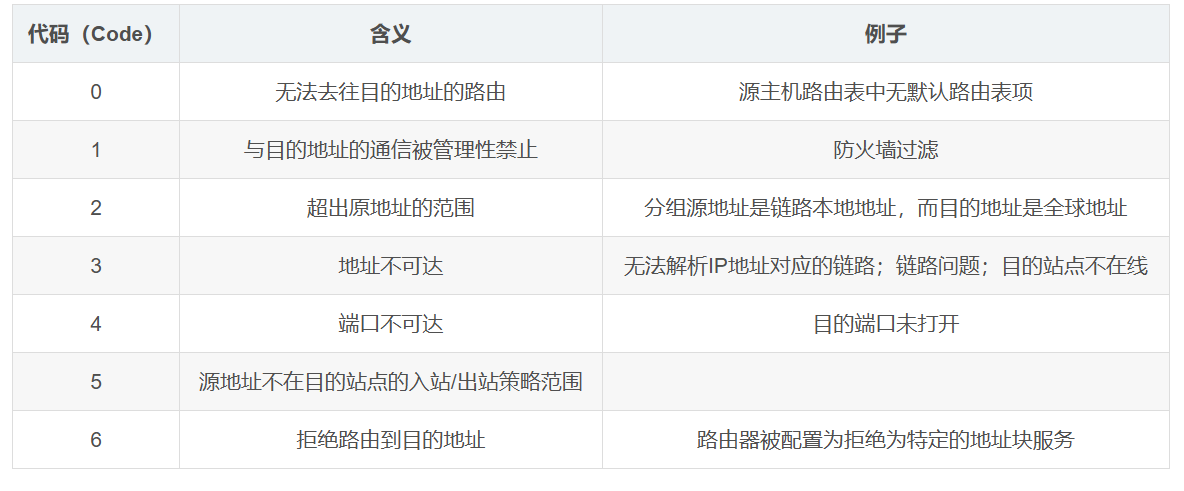 代码（Code） 含义 例子
0 无法去往目的地址的路由 源主机路由表中无默认路由表项
1 与目的地址的通信被管理性禁止 防火墙过滤
2 超出原地址的范围 分组源地址是链路本地地址，而目的地址是全球地址
3 地址不可达 无法解析IP地址对应的链路；链路问题；目的站点不在线
4 端口不可达 目的端口未打开
5 源地址不在目的站点的入站/出站策略范围
6 拒绝路由到目的地址 路由器被配置为拒绝为特定的地址块服务